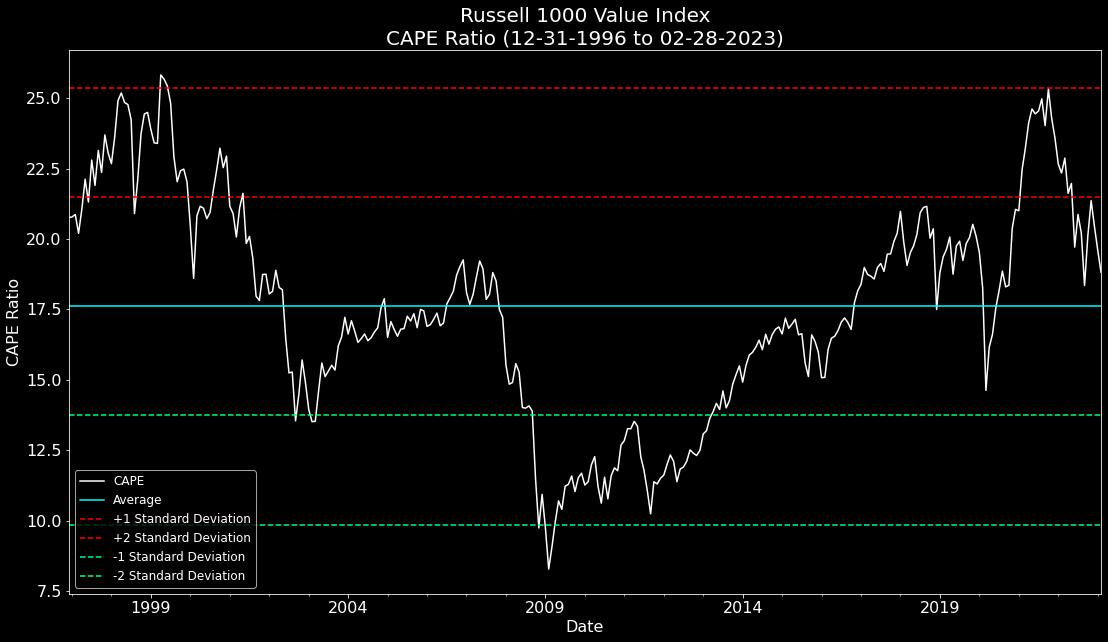 Russell 1000 Value Index
CAPE Ratio (12-31-1996 to 02-28-2023)
25.0
22.5
20.0
17.5
15.0
12.5
10.0
7.5
CAPE Ratio
CAPE
Average
+1 Standard Deviation
+2 Standard Deviation
-1 Standard Deviation
-2 Standard Deviation
1999 2004 2009 2014 2019
Date